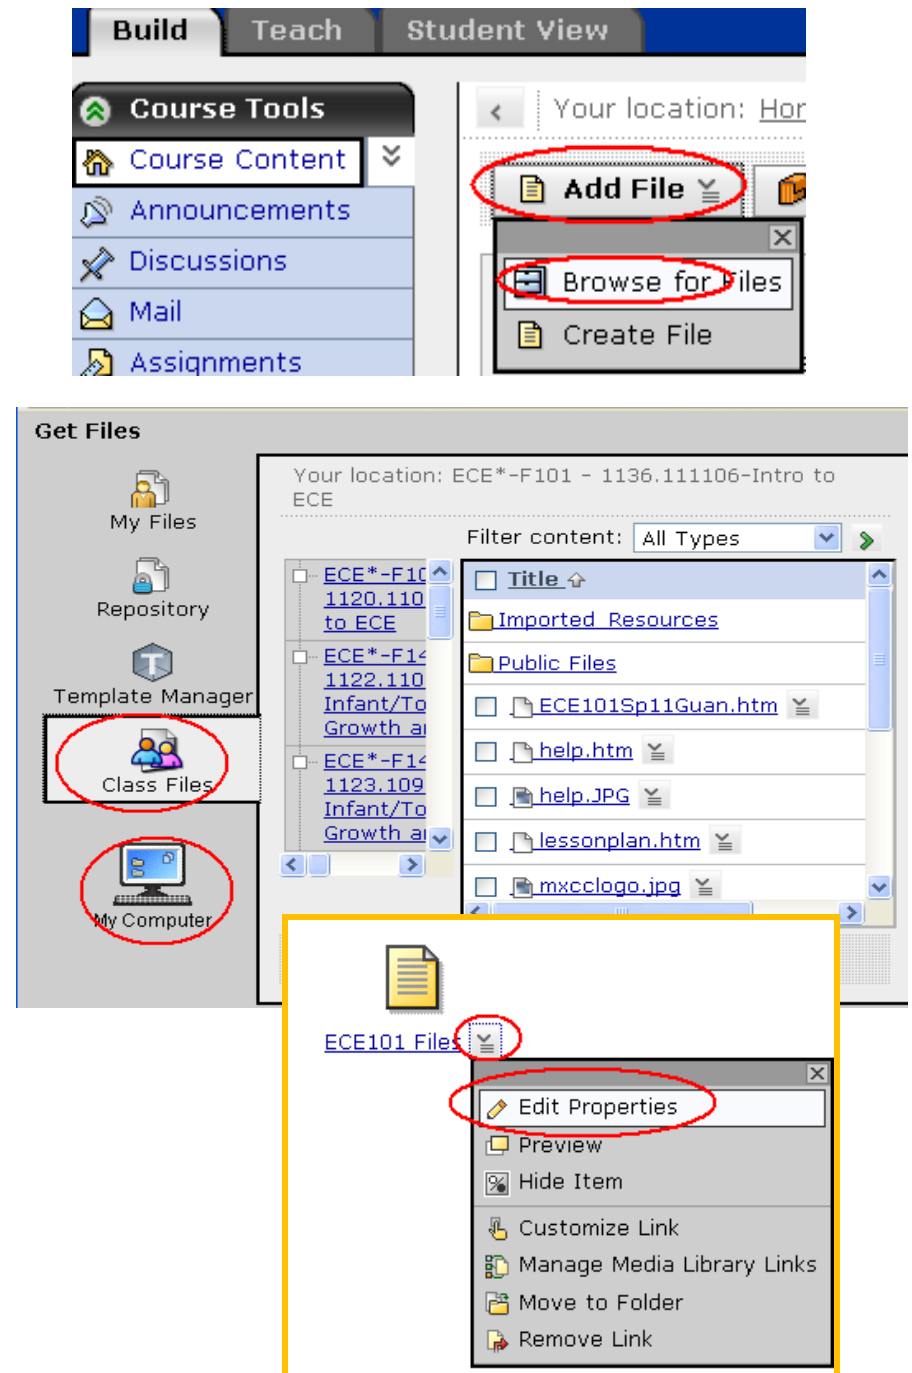 Build Teach Student View
Course Tools
Course Content
Announcements
Discussions
Mail
Assignments
Your location: Hor
Add File
Browse for Files
Create File
Get Files
My Files
Repository
Template Manager
Class Files
My Computer
Your location: ECE*-F101 - 1136.111106-Intro to
ECE
Filter content: All Types
ECE*-F10
1120.110
to ECE
ECE*-F14
1122.110
Infant/To
Growth a
ECE*-F14
1123.109
Infant/To
Growth a
Title
Imported Resources
Public Files
ECE101Sp11Guan.htm
help.htm
help.JPG
lessonplan.htm
mxcclogo.jpg
ECE101 Files
Edit Properties
Preview
Hide Item
Customize Link
Manage Media Library Links
Move to Folder
Remove Link